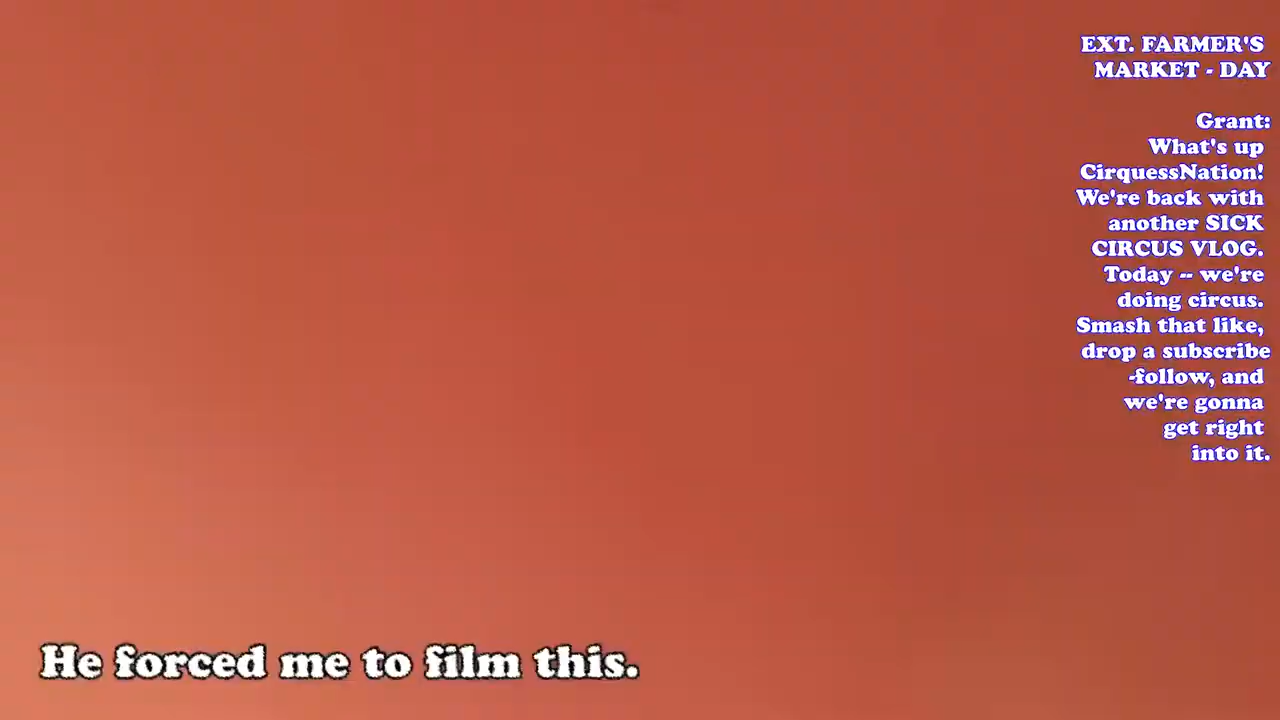 EXT. FARMER'S
MARKET - DAY
Grant:
What's up
CirquessNation!
We're back with
another SICK
CIRCUS VLOG.
Today -- we're
doing circus.
Smash that like,
drop a subscribe
-follow, and
we're gonna
get right
into it.
He forced me to film this.